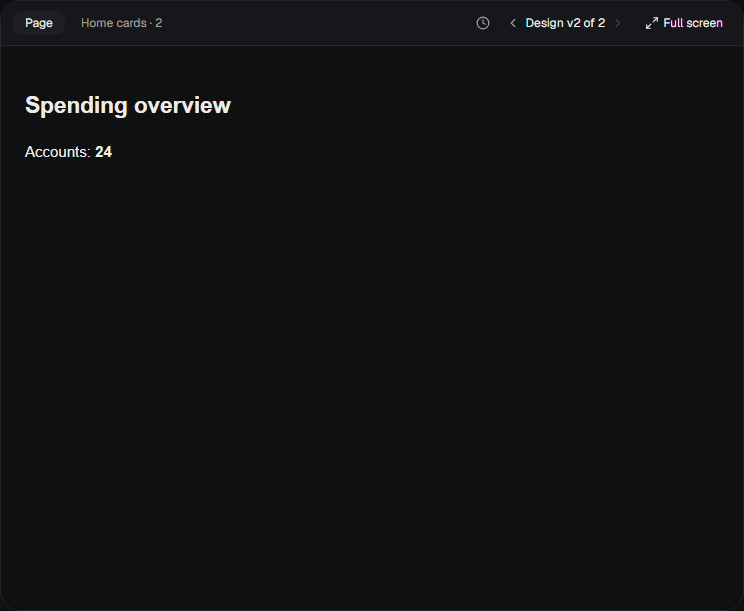 Page Home cards · 2 Design v2 of 2 Full screen
Spending overview
Accounts: 24